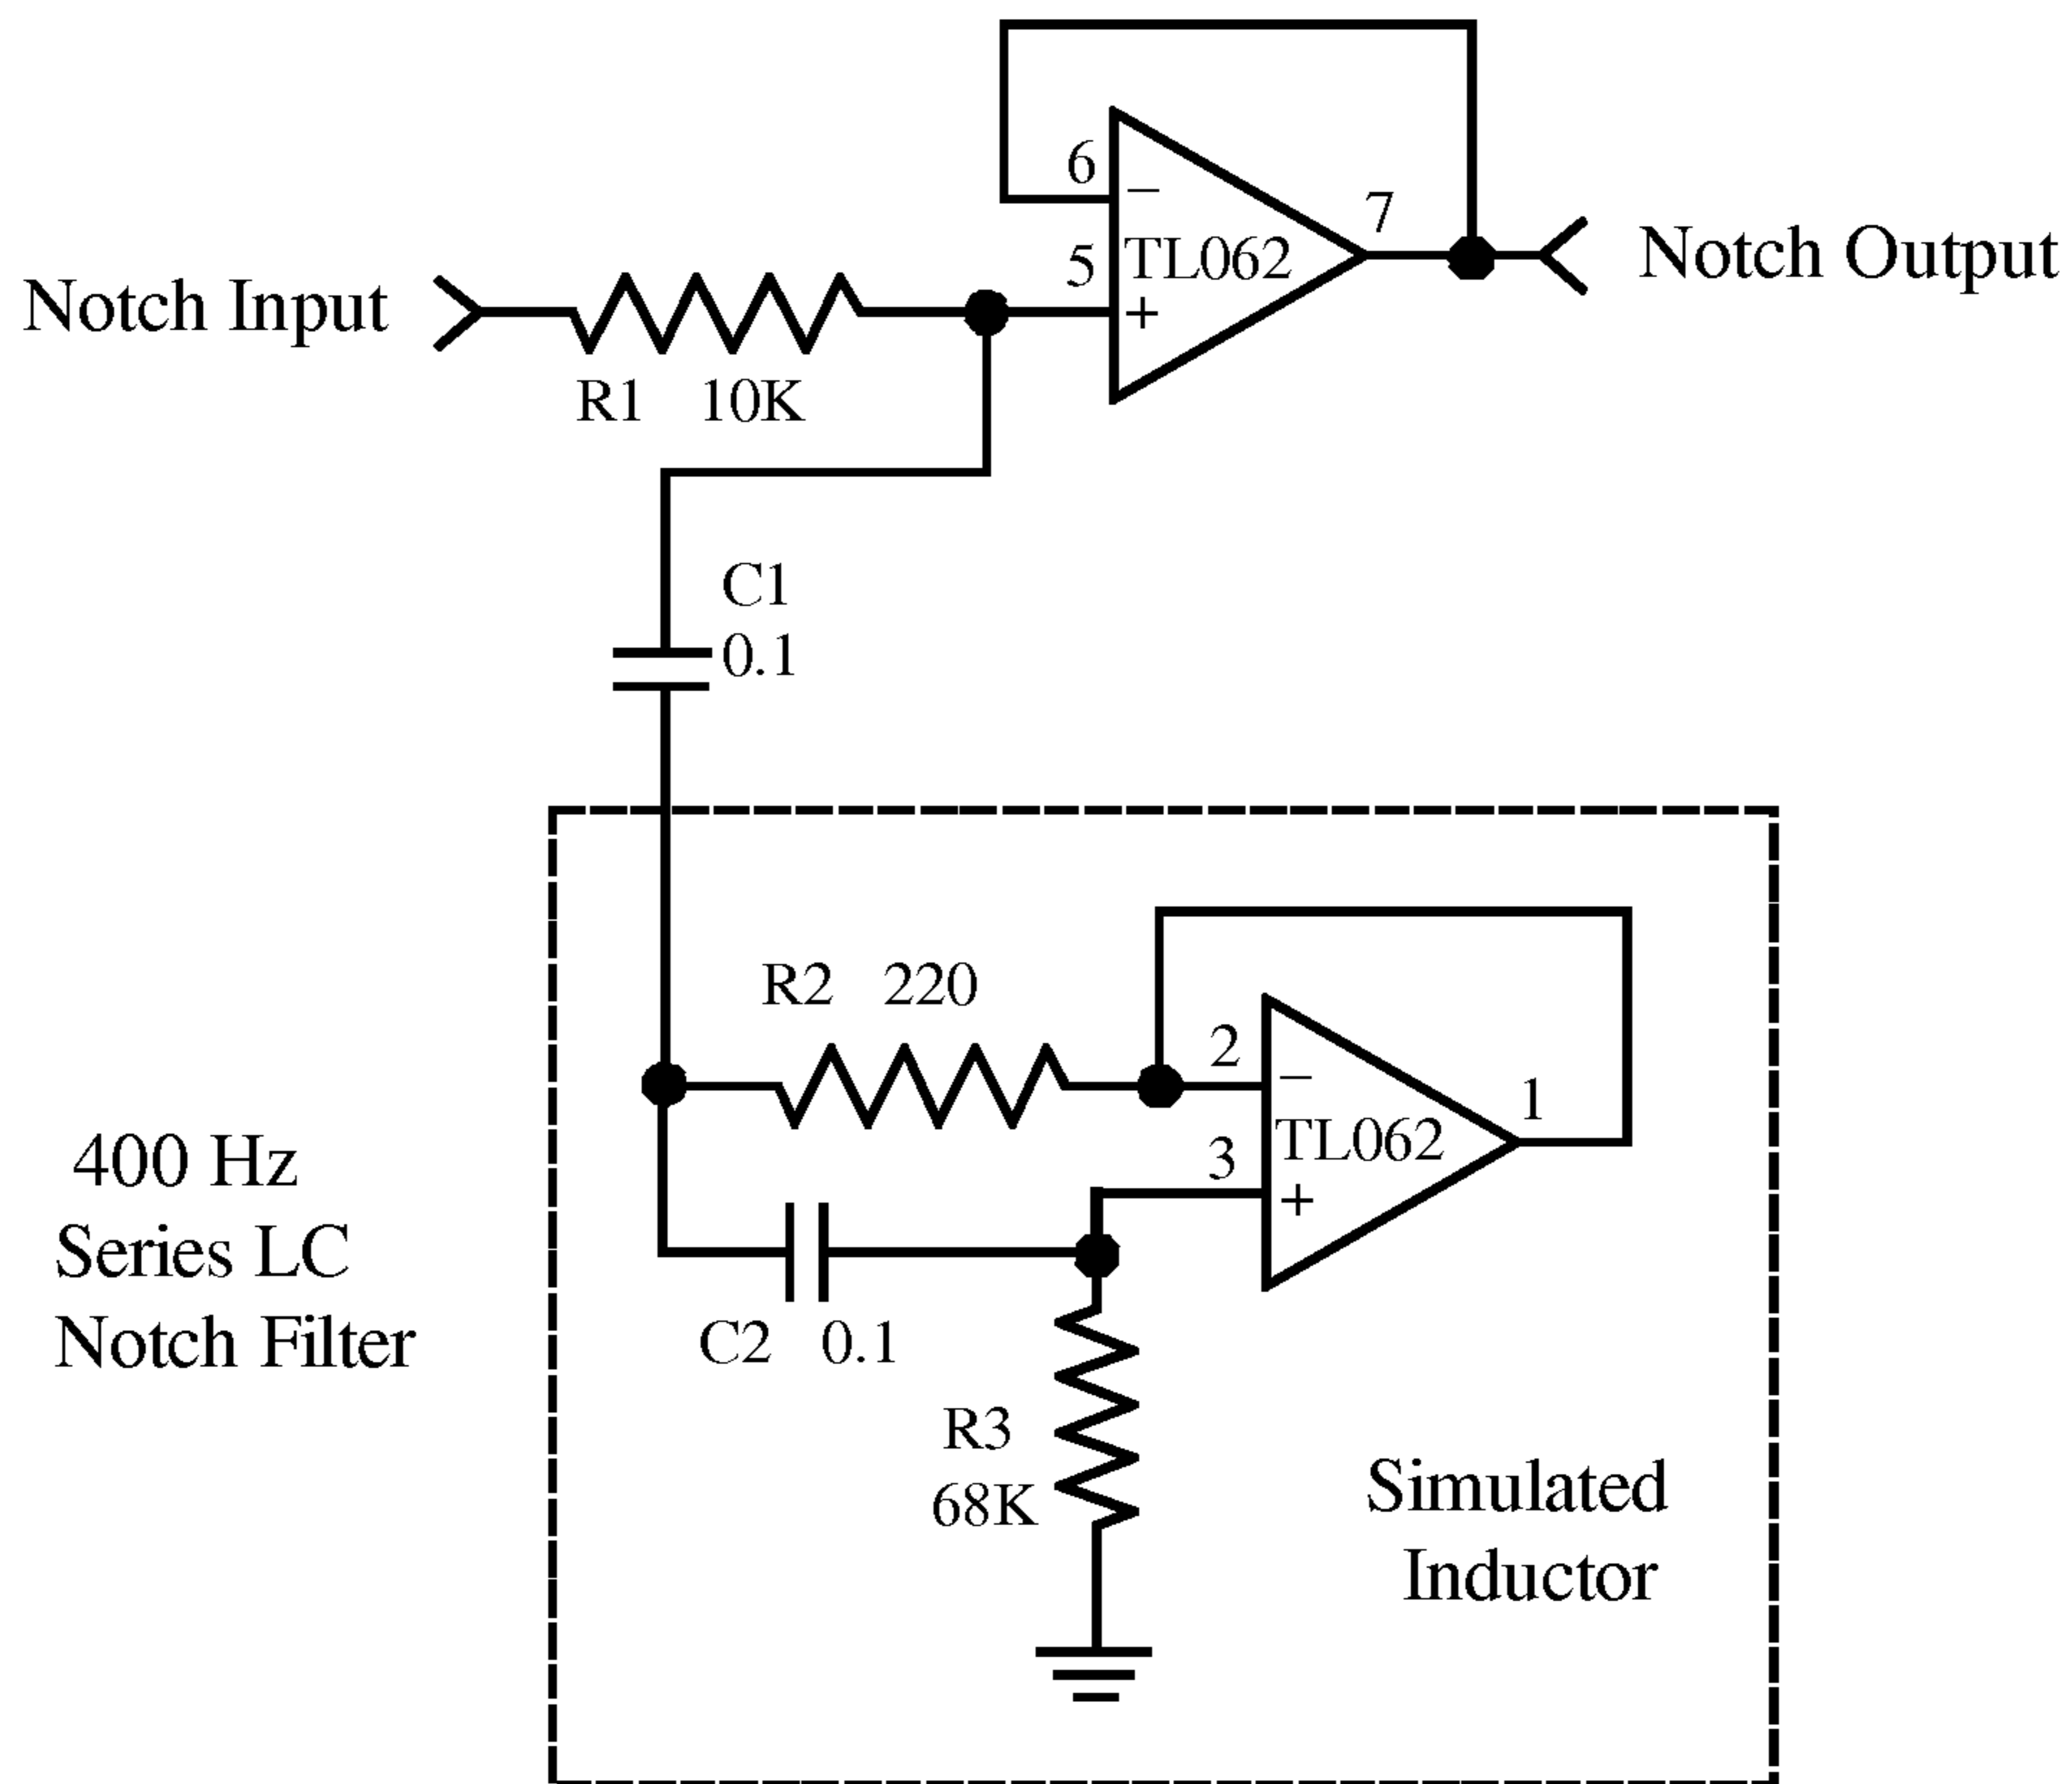 6
−
7
Notch Output
5
TL062
Notch Input
+
R1 10K
C1
0.1
R2 220
2
−
1
TL062
400 Hz
3
+
Series LC
Notch Filter
C2 0.1
R3
68K
Simulated
Inductor